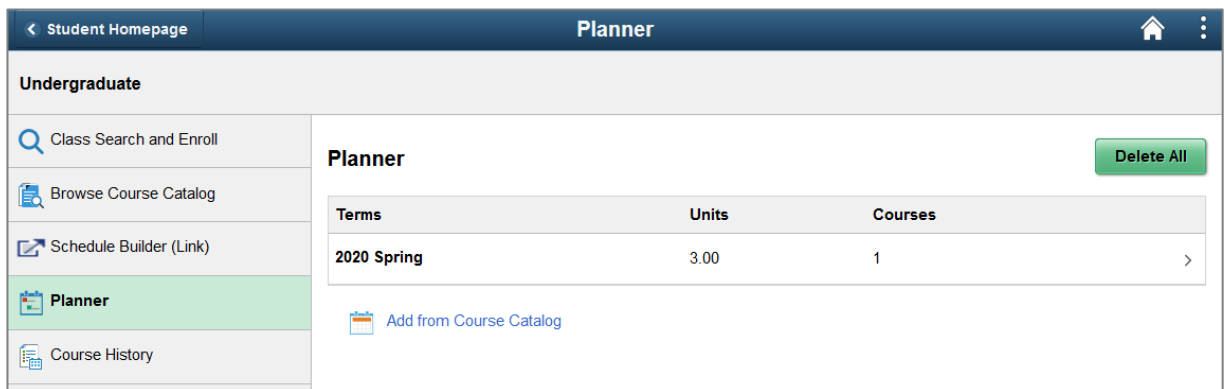 Student Homepage
Planner
Undergraduate
Class Search and Enroll
Browse Course Catalog
Schedule Builder (Link)
Planner
Course History
Planner
Delete All
Terms Units Courses
2020 Spring 3.00 1
Add from Course Catalog